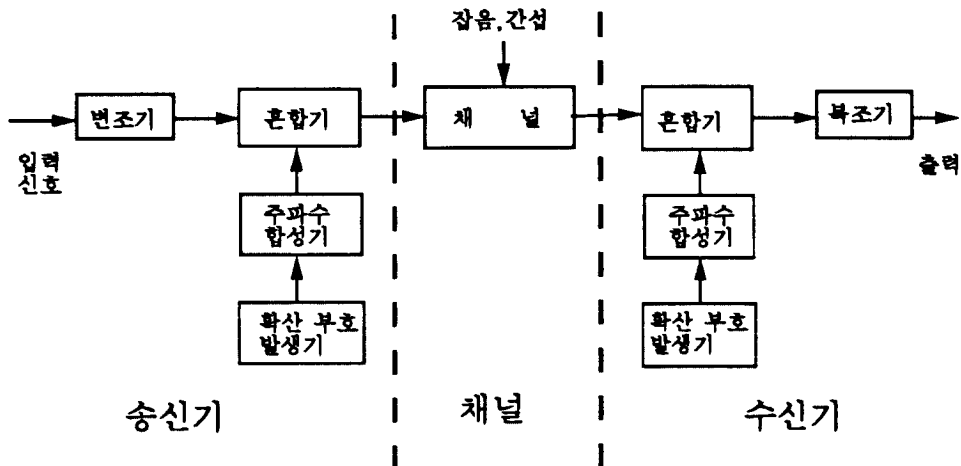 잡음,간섭
변조기
혼합기
채 널
혼합기
복조기
입력
신호
출력
주파수
합성기
주파수
합성기
확산 부호
발생기
확산 부호
발생기
송신기
채널
수신기